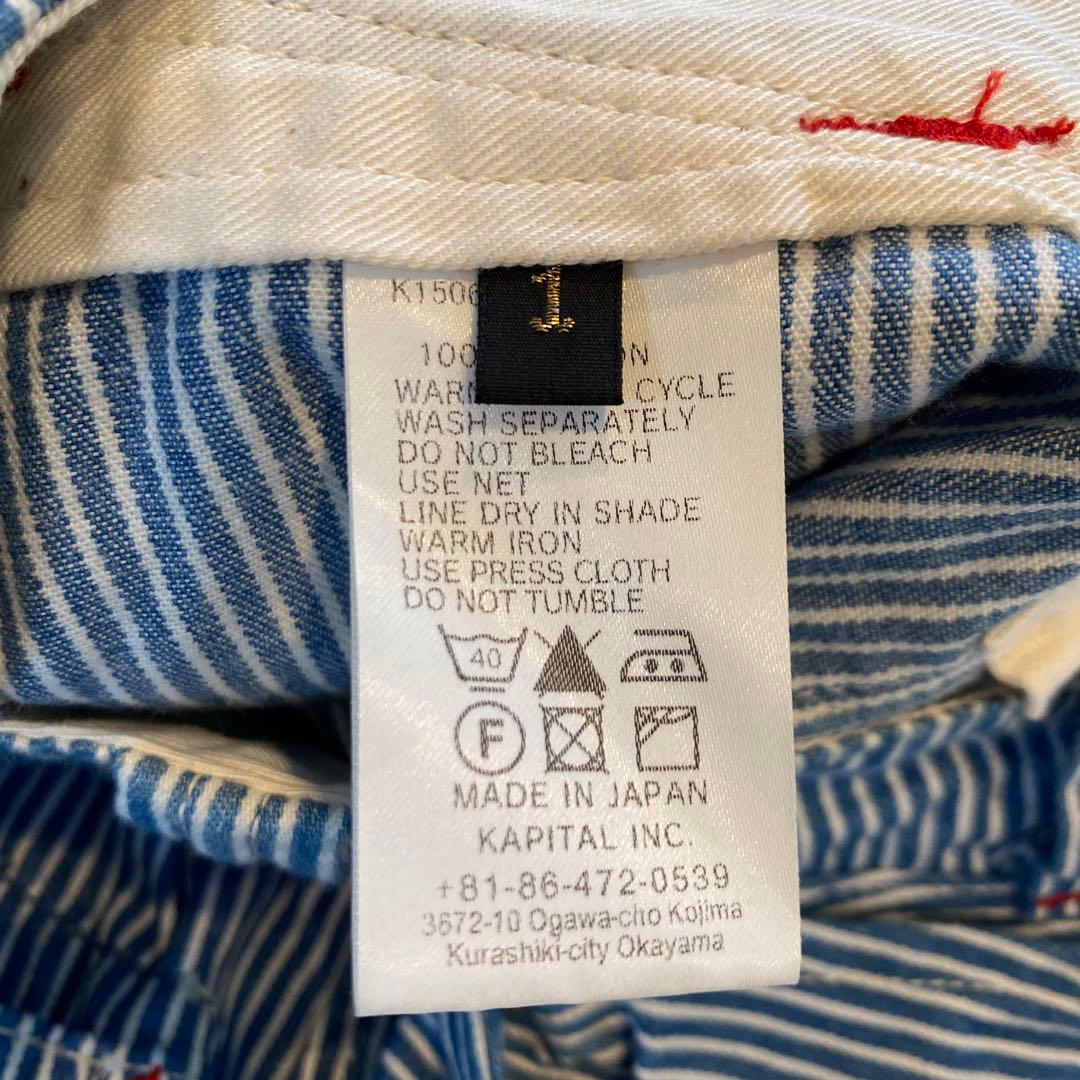 K1506
1
100
WASH SEPARATELY
CYCLE
DO NOT BLEACH
USE NET
LINE DRY IN SHADE
WARM IRON
USE PRESS CLOTH
DO NOT TUMBLE
40
F
MADE IN JAPAN
KAPITAL INC.
+81-86-472-0539
3672-10 Ogawa-cho Kojima
Kurashiki-city Okayama